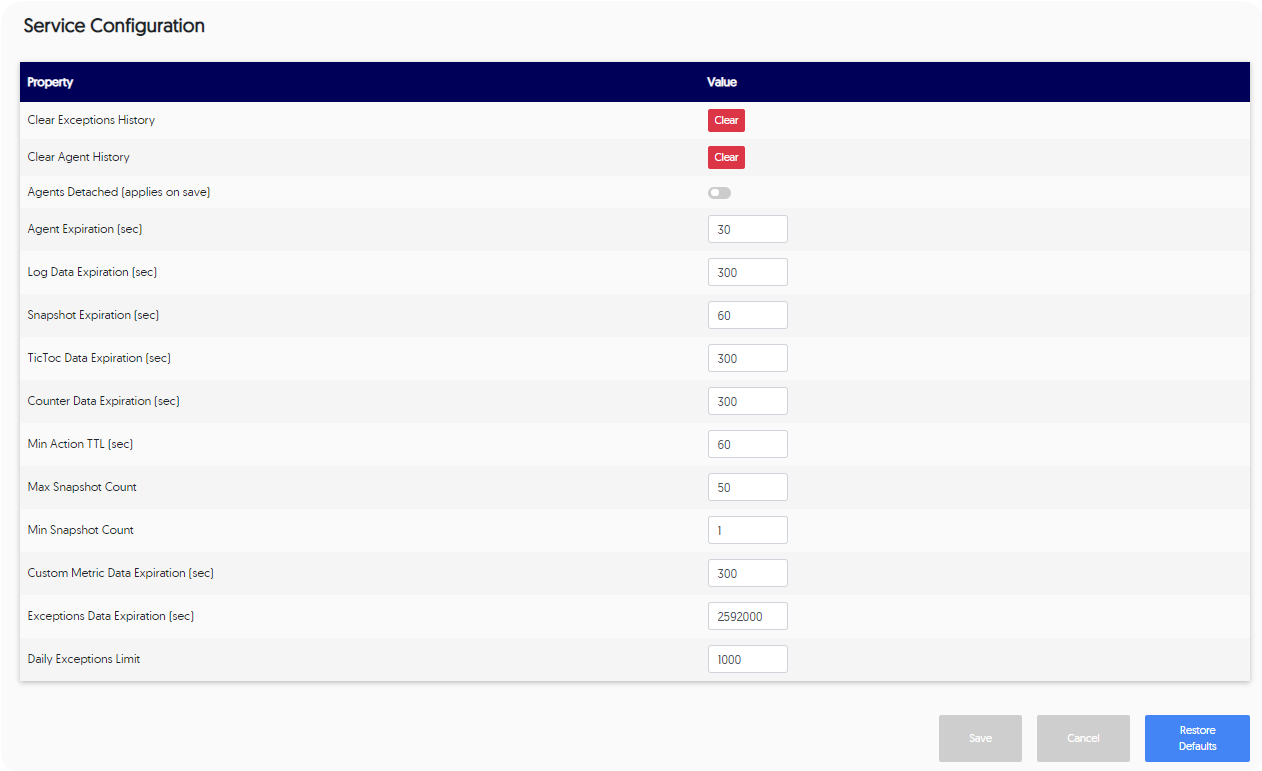 Service Configuration
Property Value
Clear Exceptions History Clear
Clear Agent History Clear
Agents Detached (applies on save)
Agent Expiration (sec) 30
Log Data Expiration (sec) 300
Snapshot Expiration (sec) 60
TicToc Data Expiration (sec) 300
Counter Data Expiration (sec) 300
Min Action TTL (sec) 60
Max Snapshot Count 50
Min Snapshot Count 1
Custom Metric Data Expiration (sec) 300
Exceptions Data Expiration (sec) 2592000
Daily Exceptions Limit 1000
Save Cancel Restore
Defaults